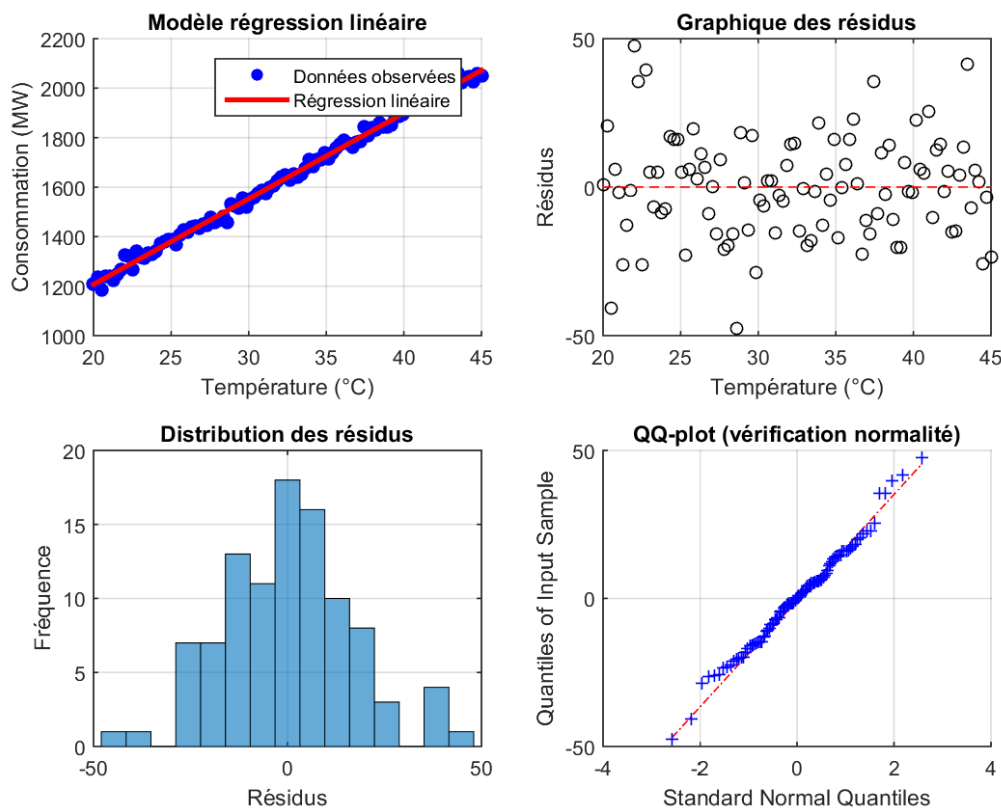 Modèle régression linéaire
2200
2000
1800
1600
1400
1200
1000
Consommation (MW)
Données observées
Régression linéaire
20 25 30 35 40 45
Température (°C)
Graphique des résidus
50
0
-50
Résidus
20 25 30 35 40 45
Température (°C)
Distribution des résidus
20
15
10
5
0
Fréquence
-50 0 50
Résidus
QQ-plot (vérification normalité)
50
0
-50
Quantiles of Input Sample
-4 -2 0 2 4
Standard Normal Quantiles